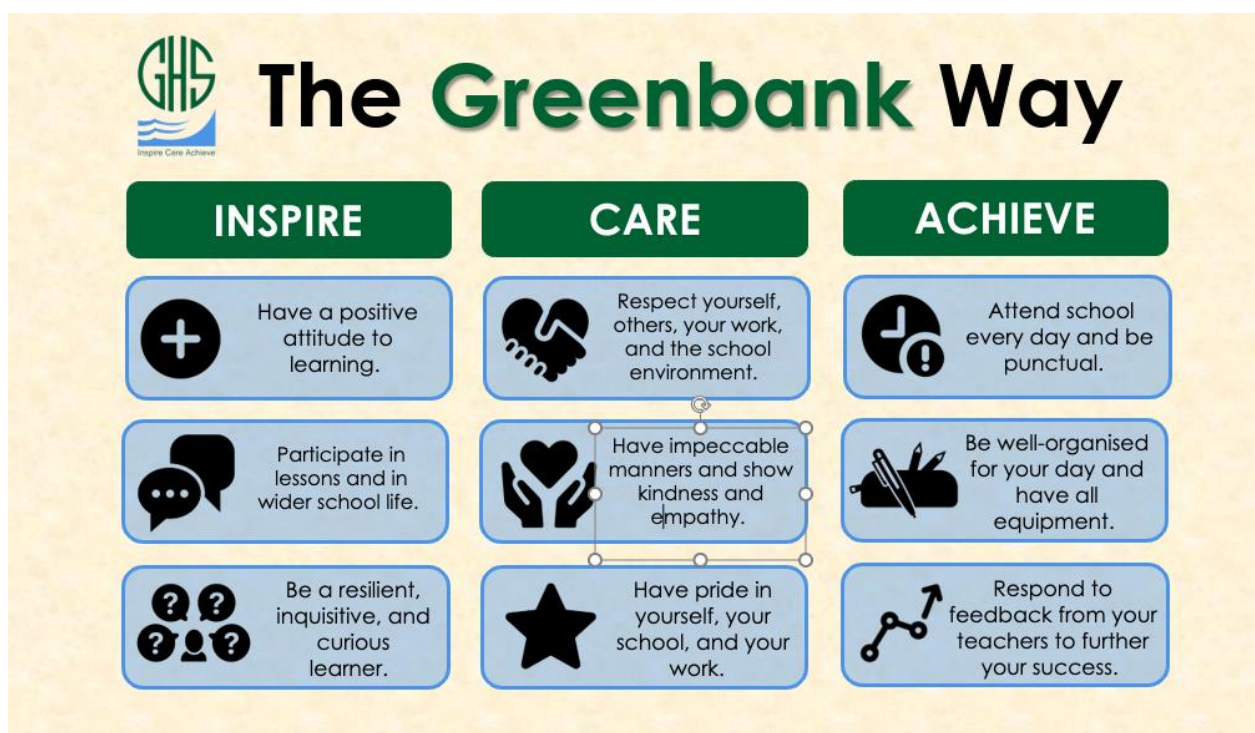 GHS
Inspire Care Achieve
The Greenbank Way
INSPIRE
Have a positive
attitude to
learning.
Participate in
lessons and in
wider school life.
Be a resilient,
inquisitive, and
curious
learner.
CARE
Respect yourself,
others, your work,
and the school
environment.
Have impeccable
manners and show
kindness and
empathy.
Have pride in
yourself, your
school, and your
work.
ACHIEVE
Attend school
every day and be
punctual.
Be well-organised
for your day and
have all
equipment.
Respond to
feedback from your
teachers to further
your success.